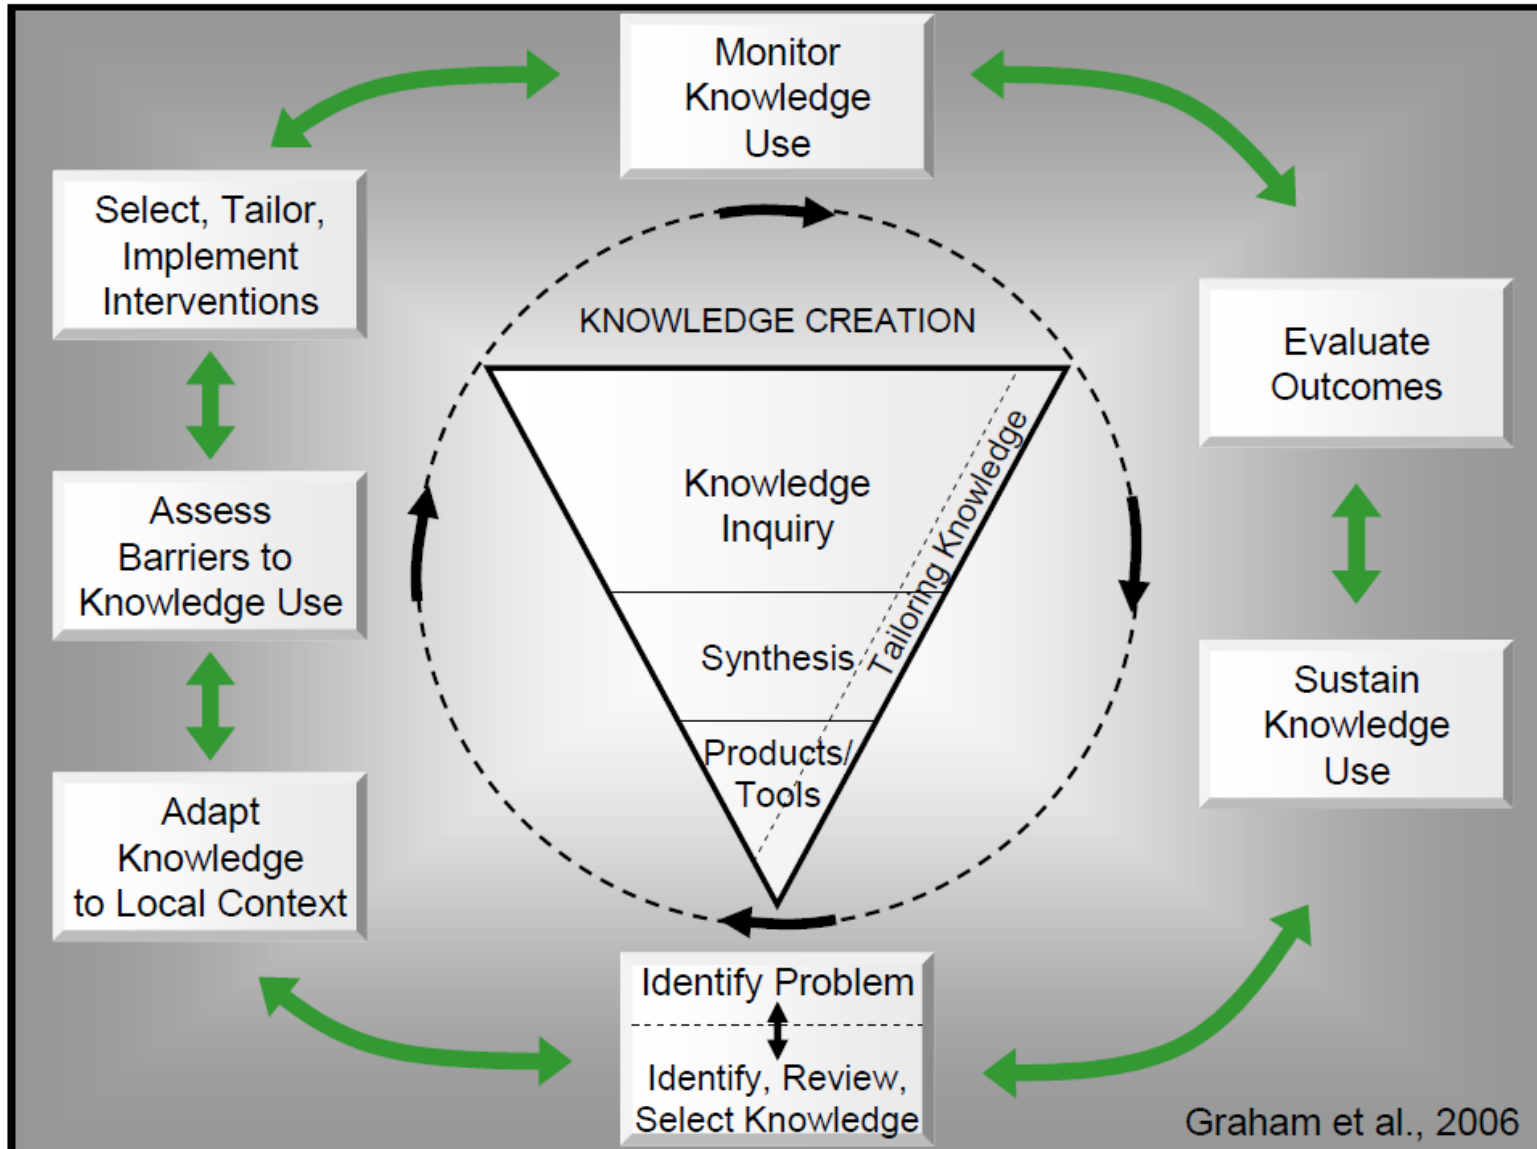 Monitor
Knowledge
Use
Select, Tailor,
Implement
Interventions
KNOWLEDGE CREATION
Evaluate
Outcomes
Knowledge
Inquiry
Tailoring Knowledge
Assess
Barriers to
Knowledge Use
Synthesis
Sustain
Knowledge
Use
Products/
Tools
Adapt
Knowledge
to Local Context
Identify Problem
Identify, Review,
Select Knowledge
Graham et al., 2006